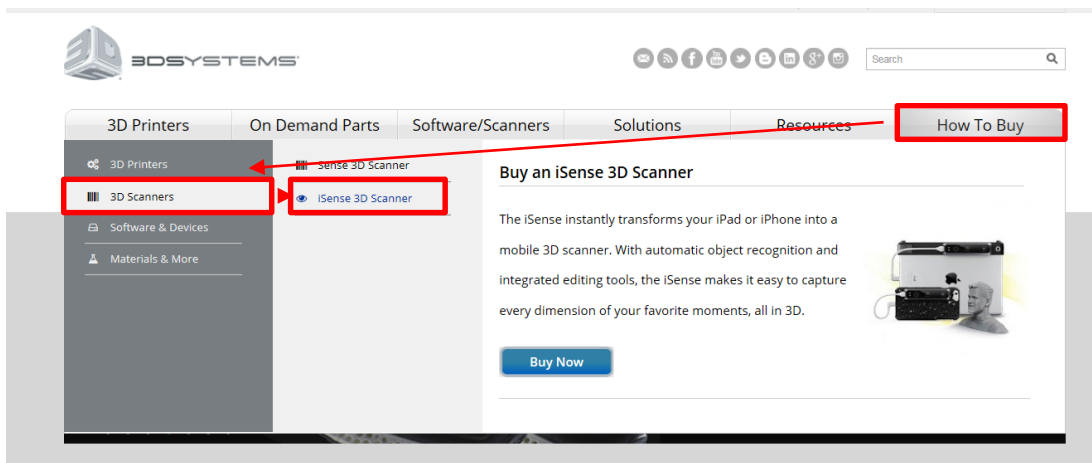 3DSYSTEMS
Search
3D Printers
On Demand Parts
Software/Scanners
Solutions
Resources
How To Buy
3D Printers
3D Scanners
Software & Devices
Materials & More
Sense 3D Scanner
iSense 3D Scanner
Buy an iSense 3D Scanner
The iSense instantly transforms your iPad or iPhone into a
mobile 3D scanner. With automatic object recognition and
integrated editing tools, the iSense makes it easy to capture
every dimension of your favorite moments, all in 3D.
Buy Now